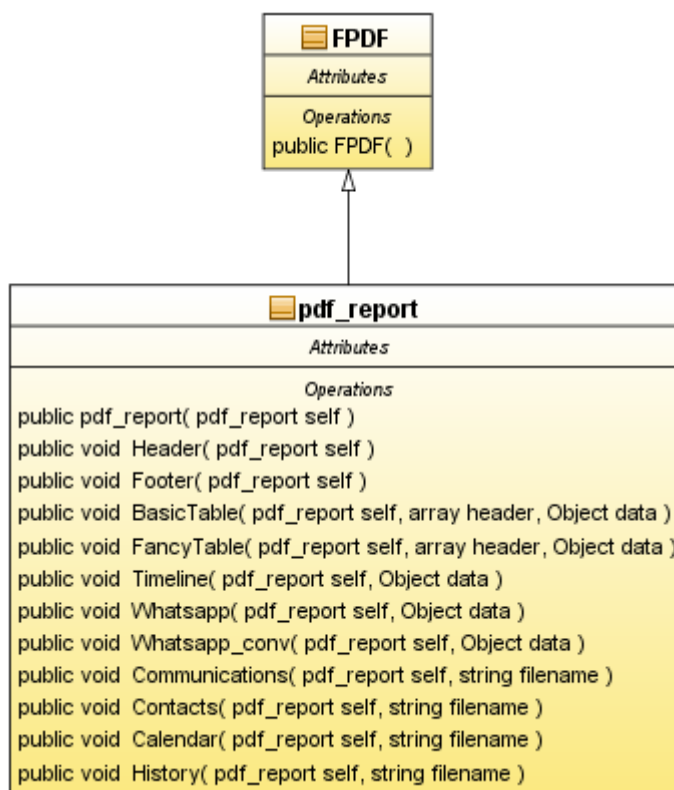 FPDF
Attributes
Operations
public FPDF( )
pdf_report
Attributes
Operations
public pdf_report( pdf_report self )
public void Header( pdf_report self )
public void Footer( pdf_report self )
public void BasicTable( pdf_report self, array header, Object data )
public void FancyTable( pdf_report self, array header, Object data )
public void Timeline( pdf_report self, Object data )
public void Whatsapp( pdf_report self, Object data )
public void Whatsapp_conv( pdf_report self, Object data )
public void Communications( pdf_report self, string filename )
public void Contacts( pdf_report self, string filename )
public void Calendar( pdf_report self, string filename )
public void History( pdf_report self, string filename )